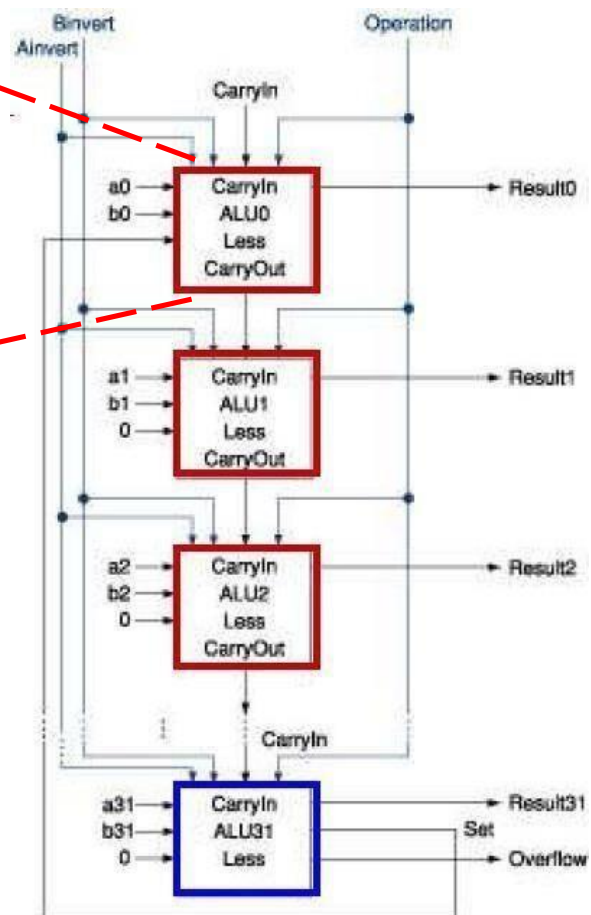 Binvert
Operation
Ainvert
CarryIn
a0
CarryIn
Result0
b0
ALU0
Less
CarryOut
a1
CarryIn
Result1
b1
ALU1
0
Less
CarryOut
a2
CarryIn
Result2
b2
ALU2
0
Less
CarryOut
CarryIn
a31
CarryIn
Result31
b31
ALU31
Set
0
Less
Overflow